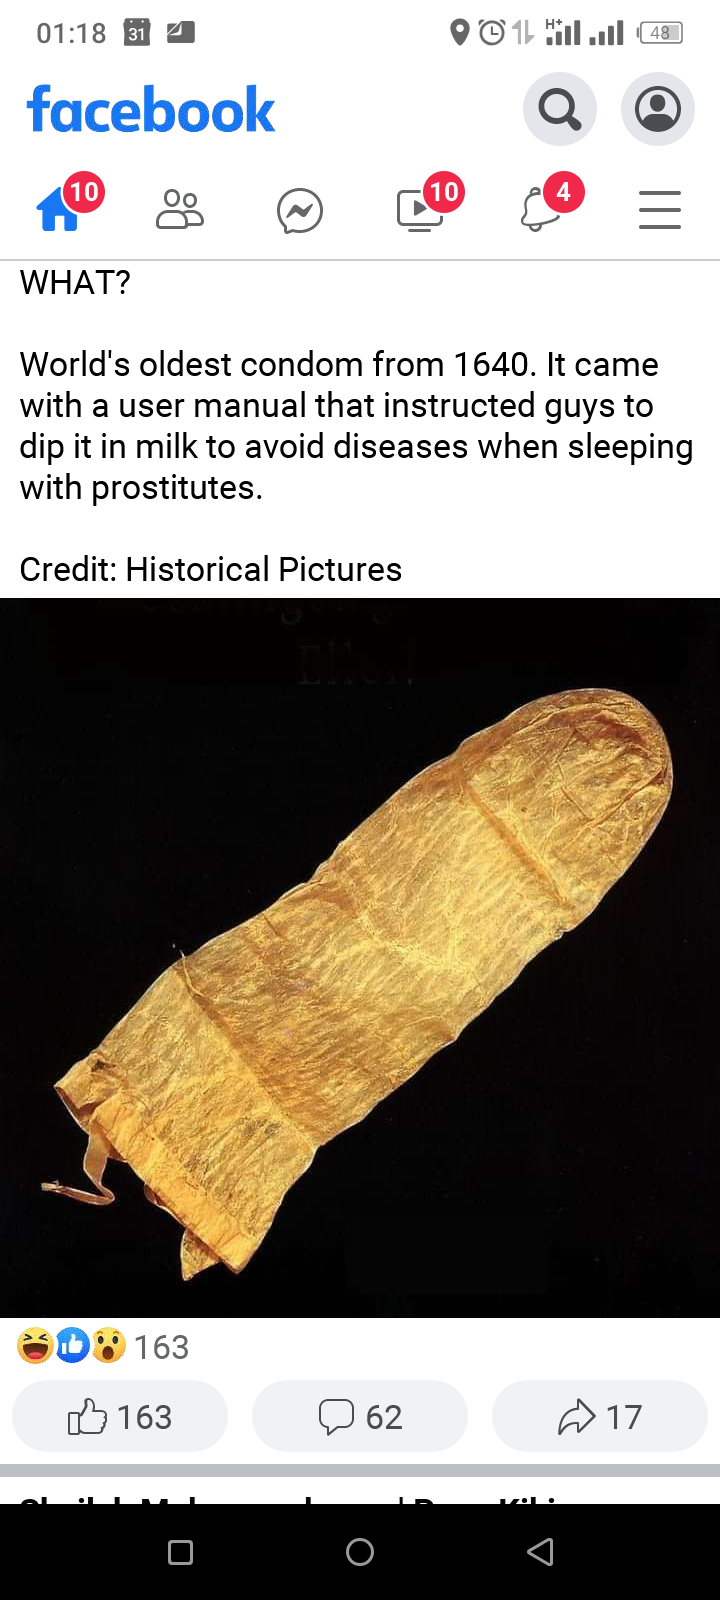 01:18 31 H+ 48
facebook
10 10 4
WHAT?
World's oldest condom from 1640. It came
with a user manual that instructed guys to
dip it in milk to avoid diseases when sleeping
with prostitutes.
Credit: Historical Pictures
163
163 62 17